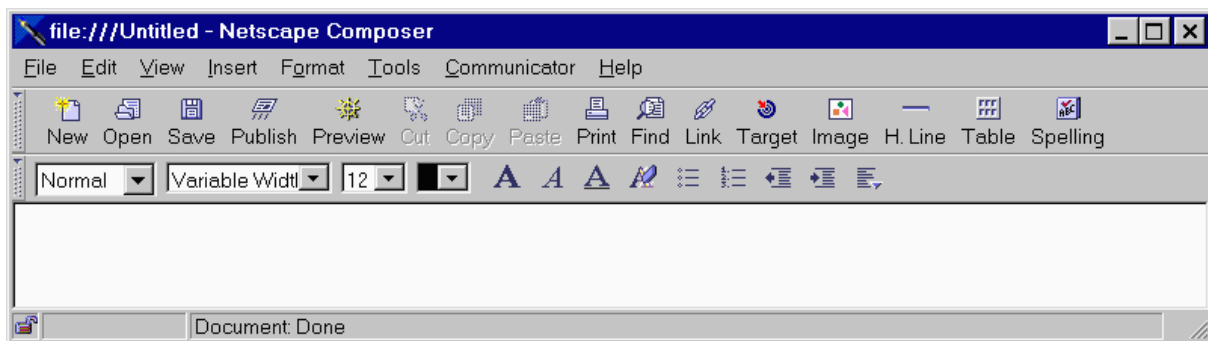 file:///Untitled - Netscape Composer
File Edit View Insert Format Tools Communicator Help
New Open Save Publish Preview Cut Copy Paste Print Find Link Target Image H. Line Table Spelling
Normal Variable Widtl 12 A A A
Document: Done